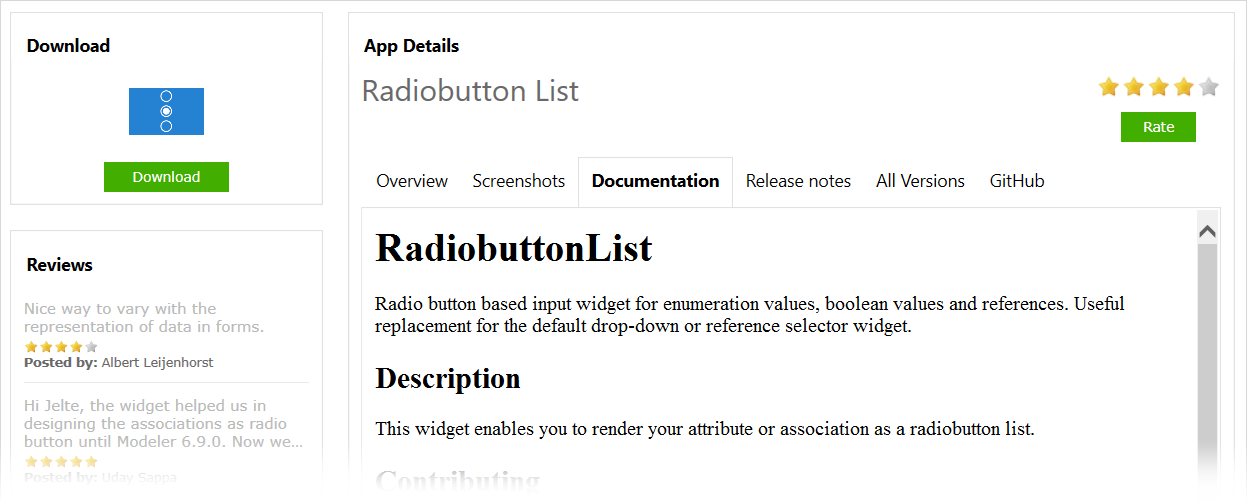 Download
Download
Reviews
Nice way to vary with the
representation of data in forms.
Posted by: Albert Leijenhorst
Hi Jelte, the widget helped us in
designing the associations as radio
button until Modeler 6.9.0. Now we...
Posted by: Uday Sappa
App Details
Radiobutton List
Rate
Overview Screenshots Documentation Release notes All Versions GitHub
RadiobuttonList
Radio button based input widget for enumeration values, boolean values and references. Useful
replacement for the default drop-down or reference selector widget.
Description
This widget enables you to render your attribute or association as a radiobutton list.
Contributing